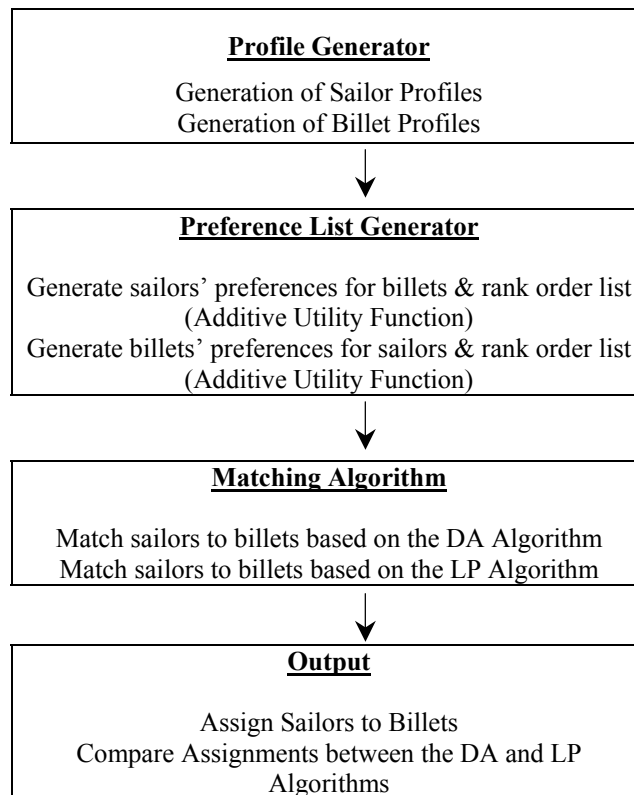 Profile Generator
Generation of Sailor Profiles
Generation of Billet Profiles
Preference List Generator
Generate sailors’ preferences for billets & rank order list
(Additive Utility Function)
Generate billets’ preferences for sailors & rank order list
(Additive Utility Function)
Matching Algorithm
Match sailors to billets based on the DA Algorithm
Match sailors to billets based on the LP Algorithm
Output
Assign Sailors to Billets
Compare Assignments between the DA and LP
Algorithms